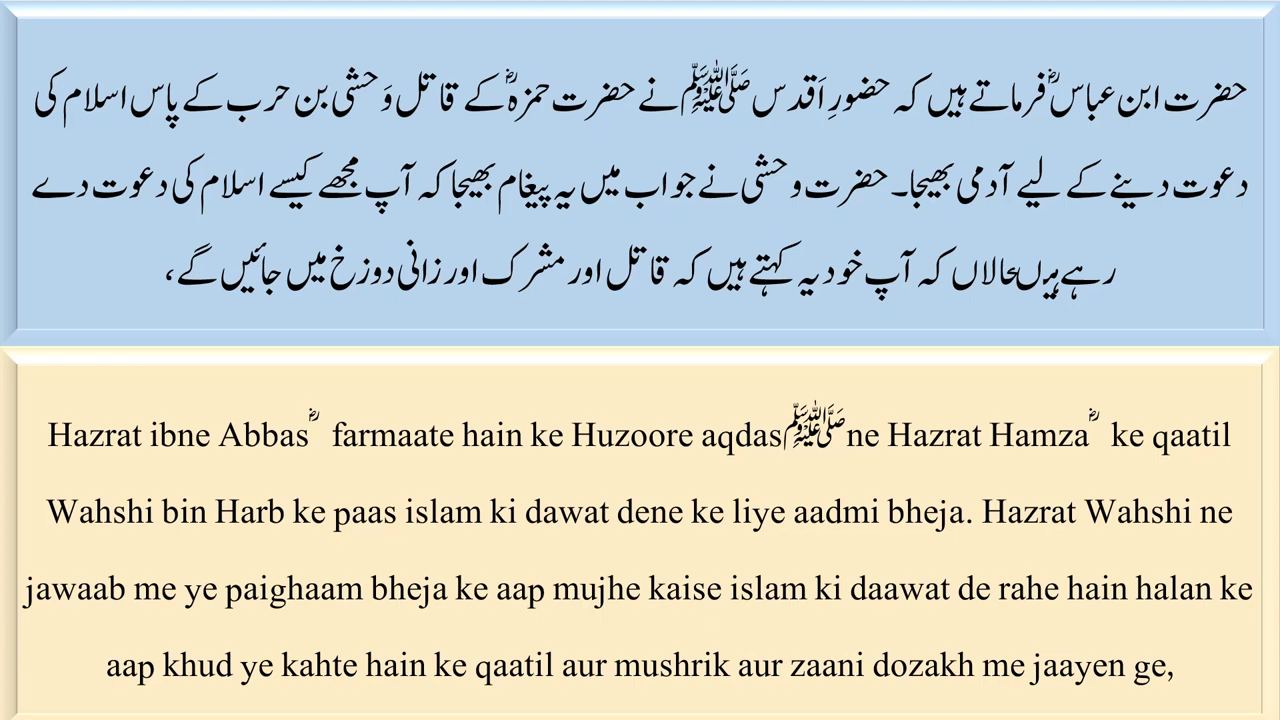 حضرت ابن عباسؓ فرماتے ہیں کہ حضورِ اَقدس ﷺ نے حضرت حمزہؓ کے قاتل وَحشی بن حرب کے پاس اسلام کی
دعوت دینے کے لیے آدمی بھیجا۔ حضرت وحشی نے جواب میں یہ پیغام بھیجا کہ آپ مجھے کیسے اسلام کی دعوت دے
رہے ہیں حالاں کہ آپ خود یہ کہتے ہیں کہ قاتل اور مشرک اور زانی دوزخ میں جائیں گے،
Hazrat ibne Abbasؓ farmaate hain ke Huzoore aqdasﷺne Hazrat Hamzaؓ ke qaatil
Wahshi bin Harb ke paas islam ki dawat dene ke liye aadmi bheja. Hazrat Wahshi ne
jawaab me ye paighaam bheja ke aap mujhe kaise islam ki daawat de rahe hain halan ke
aap khud ye kahte hain ke qaatil aur mushrik aur zaani dozakh me jaayen ge,